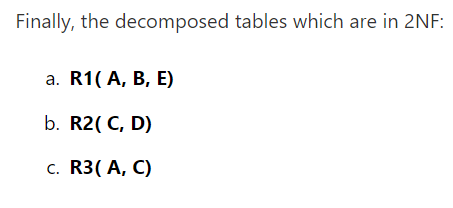 Finally, the decomposed tables which are in 2NF:
a. R1( A, B, E)
b. R2( C, D)
c. R3( A, C)